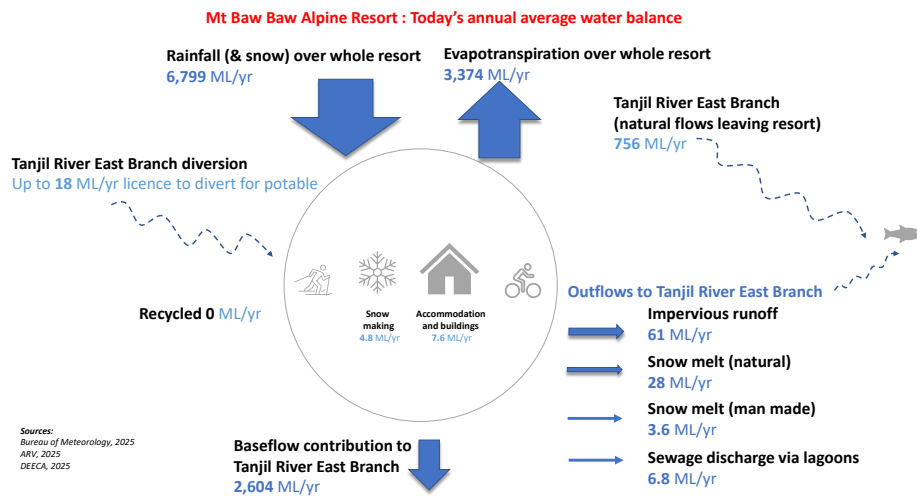 Mt Baw Baw Alpine Resort : Today's annual average water balance
Rainfall (& snow) over whole resort
6,799 ML/yr
Evapotranspiration over whole resort
3,374 ML/yr
Tanjil River East Branch
(natural flows leaving resort)
756 ML/yr
Tanjil River East Branch diversion
Up to 18 ML/yr licence to divert for potable
Recycled 0 ML/yr
Snow
making
4.8 ML/yr
Accommodation
and buildings
7.6 ML/yr
Outflows to Tanjil River East Branch
Impervious runoff
61 ML/yr
Snow melt (natural)
28 ML/yr
Snow melt (man made)
3.6 ML/yr
Sewage discharge via lagoons
6.8 ML/yr
Baseflow contribution to
Tanjil River East Branch
2,604 ML/yr
Sources:
Bureau of Meteorology, 2025
ARV, 2025
DEECA, 2025